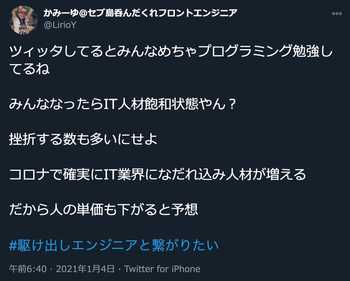 かみーゆ@セブ島呑んだくれフロントエンジニア
@LirioY
ツィッタしてるとみんなめちゃプログラミング勉強し
てるね
みんななったらIT人材飽和状態やん？
挫折する数も多いにせよ
コロナで確実にIT業界になだれ込み人材が増える
だから人の単価も下がると予想
#駆け出しエンジニアと繋がりたい
午前6:40・2021年1月4日・Twitter for iPhone